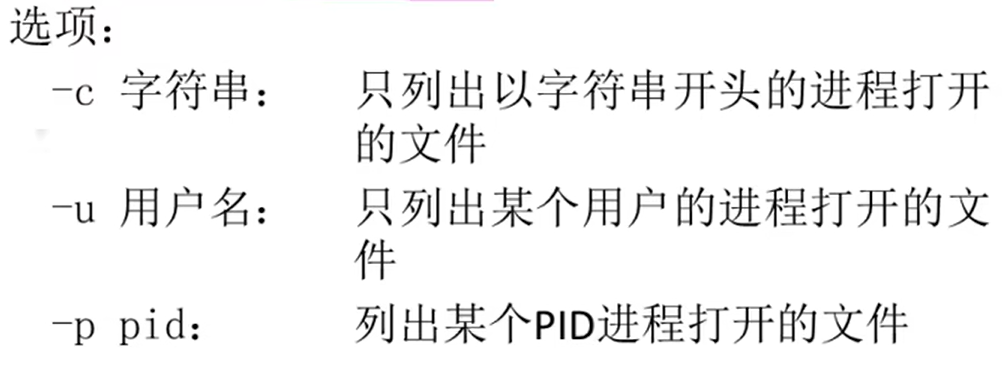 选项：
-c 字符串： 只列出以字符串开头的进程打开
的文件
-u 用户名： 只列出某个用户的进程打开的文
件
-p pid： 列出某个PID进程打开的文件